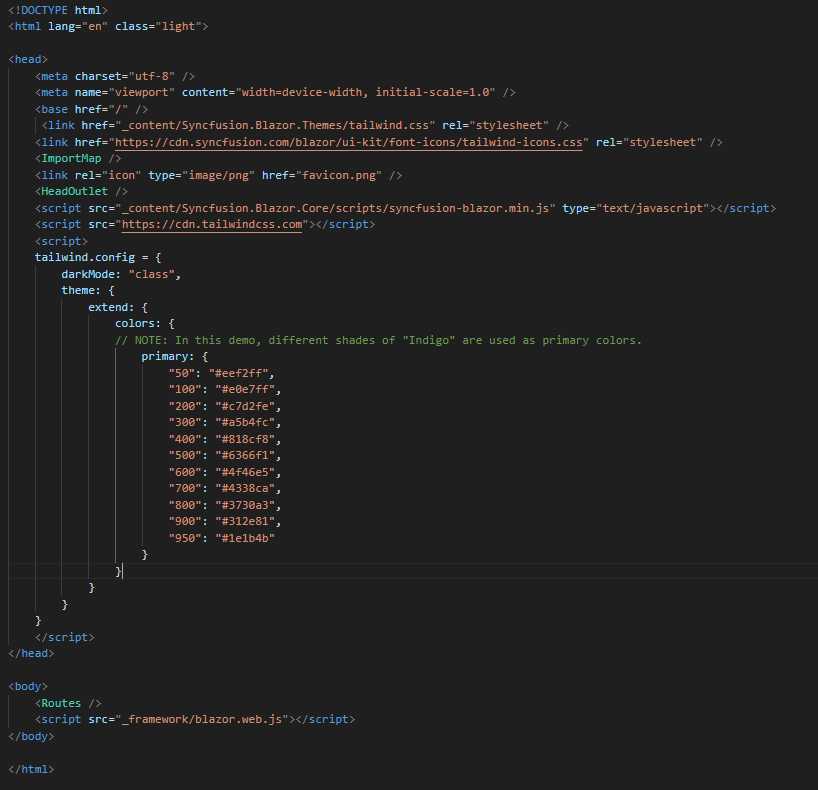 <!DOCTYPE html>
<html lang="en" class="light">
<head>
<meta charset="utf-8" />
<meta name="viewport" content="width=device-width, initial-scale=1.0" />
<base href="/" />
<link href="_content/Syncfusion.Blazor.Themes/tailwind.css" rel="stylesheet" />
<link href="https://cdn.syncfusion.com/blazor/ui-kit/font-icons/tailwind-icons.css" rel="stylesheet" />
<ImportMap />
<link rel="icon" type="image/png" href="favicon.png" />
<HeadOutlet />
<script src="_content/Syncfusion.Blazor.Core/scripts/syncfusion-blazor.min.js" type="text/javascript"></script>
<script src="https://cdn.tailwindcss.com"></script>
<script>
tailwind.config = {
darkMode: "class",
theme: {
extend: {
colors: {
// NOTE: In this demo, different shades of "Indigo" are used as primary colors.
primary: {
"50": "#eef2ff",
"100": "#e0e7ff",
"200": "#c7d2fe",
"300": "#a5b4fc",
"400": "#818cf8",
"500": "#6366f1",
"600": "#4f46e5",
"700": "#4338ca",
"800": "#3730a3",
"900": "#312e81",
"950": "#1e1b4b"
}
}
}
}
}
</script>
</head>
<body>
<Routes />
<script src="_framework/blazor.web.js"></script>
</body>
</html>